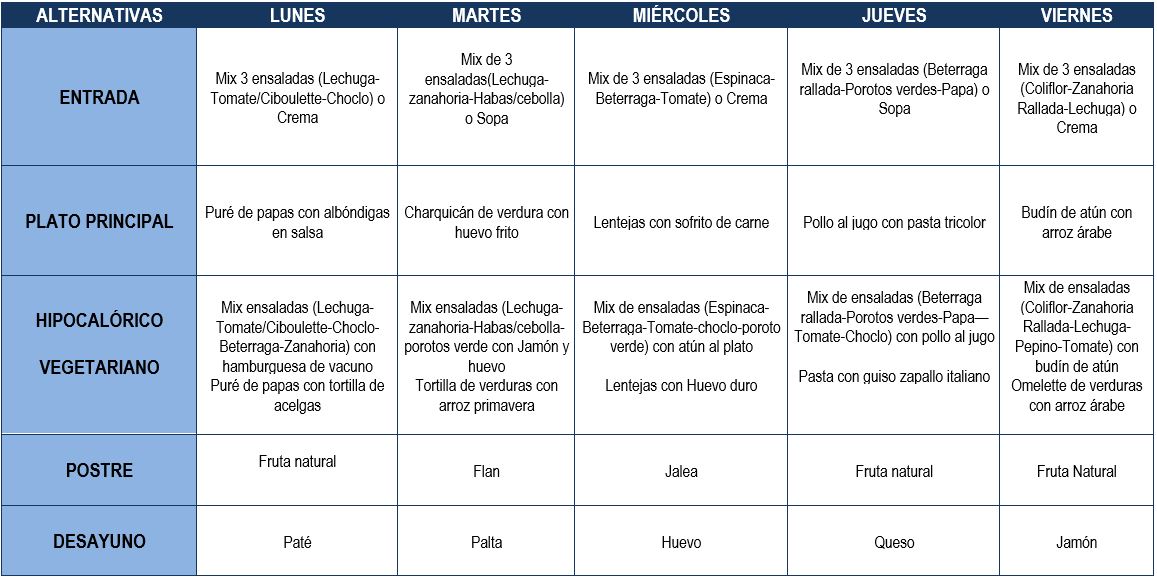 ALTERNATIVAS
LUNES
MARTES
MIÉRCOLES
JUEVES
VIERNES
ENTRADA
Mix 3 ensaladas (Lechuga-
Tomate/Ciboulette-Choclo) o
Crema
Mix de 3
ensaladas(Lechuga-
zanahoria-Habas/cebolla)
o Sopa
Mix de 3 ensaladas (Espinaca-
Beterraga-Tomate) o Crema
Mix de 3 ensaladas (Beterraga
rallada-Porotos verdes-Papa) o
Sopa
Mix de 3 ensaladas
(Coliflor-Zanahoria
Rallada-Lechuga) o
Crema
PLATO PRINCIPAL
Puré de papas con albóndigas
en salsa
Charquicán de verdura con
huevo frito
Lentejas con sofrito de carne
Pollo al jugo con pasta tricolor
Budín de atún con
arroz árabe
HIPOCALÓRICO
VEGETARIANO
Mix ensaladas (Lechuga-
Tomate/Ciboulette-Choclo-
Beterraga-Zanahoria) con
hamburguesa de vacuno
Puré de papas con tortilla de
acelgas
Mix ensaladas (Lechuga-
zanahoria-Habas/cebolla-
porotos verde con Jamón y
huevo
Tortilla de verduras con
arroz primavera
Mix de ensaladas (Espinaca-
Beterraga-Tomate-choclo-poroto
verde) con atún al plato
Lentejas con Huevo duro
Mix de ensaladas (Beterraga
rallada-Porotos verdes-Papa—
Tomate-Choclo) con pollo al jugo
Pasta con guiso zapallo italiano
Mix de ensaladas
(Coliflor-Zanahoria
Rallada-Lechuga-
Pepino-Tomate) con
budín de atún
Omelette de verduras
con arroz árabe
POSTRE
Fruta natural
Flan
Jalea
Fruta natural
Fruta Natural
DESAYUNO
Paté
Palta
Huevo
Queso
Jamón